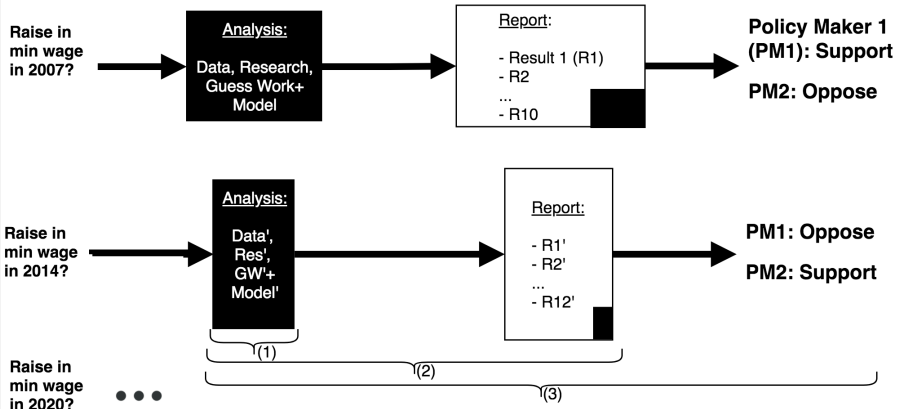 Raise in
min wage
in 2007?
Analysis:
Data, Research,
Guess Work+
Model
Report:
- Result 1 (R1)
- R2
...
- R10
Policy Maker 1
(PM1): Support
PM2: Oppose
Raise in
min wage
in 2014?
Analysis:
Data',
Res',
GW'+
Model'
Report:
- R1'
- R2'
...
- R12'
PM1: Oppose
PM2: Support
(1)
(2)
(3)
Raise in
min wage
in 2020?